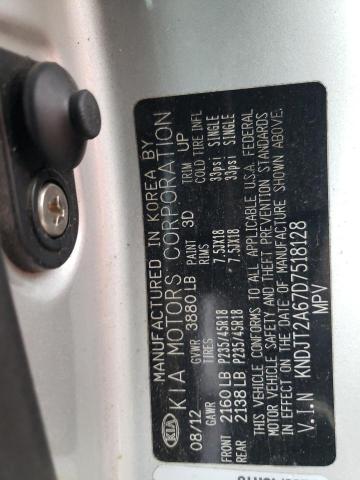 MANUFACTURED IN KOREA BY
KIA KIA MOTORS CORPORATION
08/12 GVWR 3880 LB PAINT 3D TRIM UP
GAWR TIRES RIMS COLD TIRE INFL
FRONT 2160 LB P235/45R18 7.5JX18 33psi SINGLE
REAR 2138 LB P235/45R18 7.5JX18 33psi SINGLE
THIS VEHICLE CONFORMS TO ALL APPLICABLE U.S.A. FEDERAL
MOTOR VEHICLE SAFETY AND THEFT PREVENTION STANDARDS
IN EFFECT ON THE DATE OF MANUFACTURE SHOWN ABOVE.
V.I.N KNDJT2A67D7518128
MPV